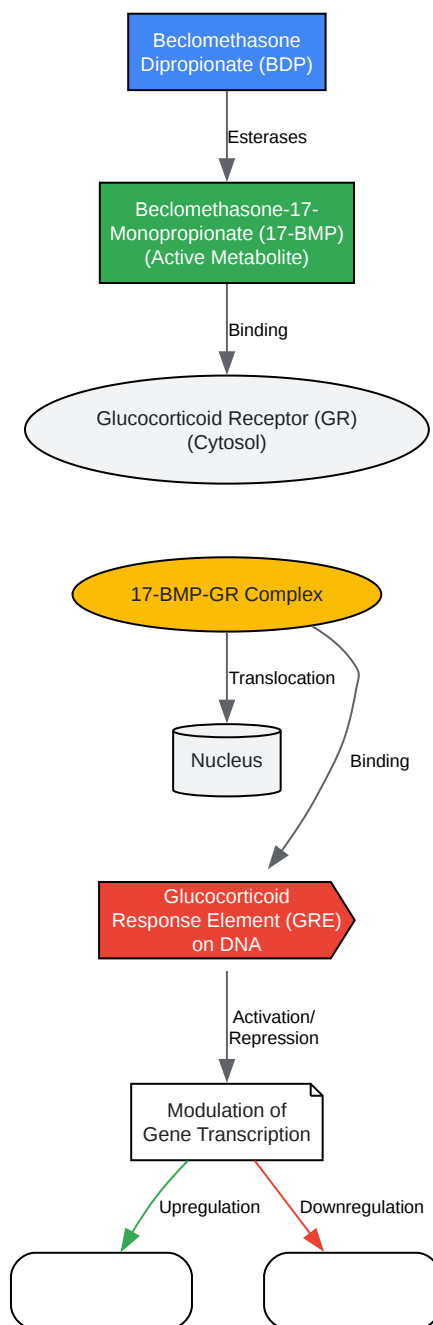 Beclomethasone
Dipropionate (BDP)
Esterases
Beclomethasone-17-
Monopropionate (17-BMP)
(Active Metabolite)
Binding
Glucocorticoid Receptor (GR)
(Cytosol)
17-BMP-GR Complex
Translocation
Nucleus
Binding
Glucocorticoid
Response Element (GRE)
on DNA
Activation/
Repression
Modulation of
Gene Transcription
Upregulation
Downregulation